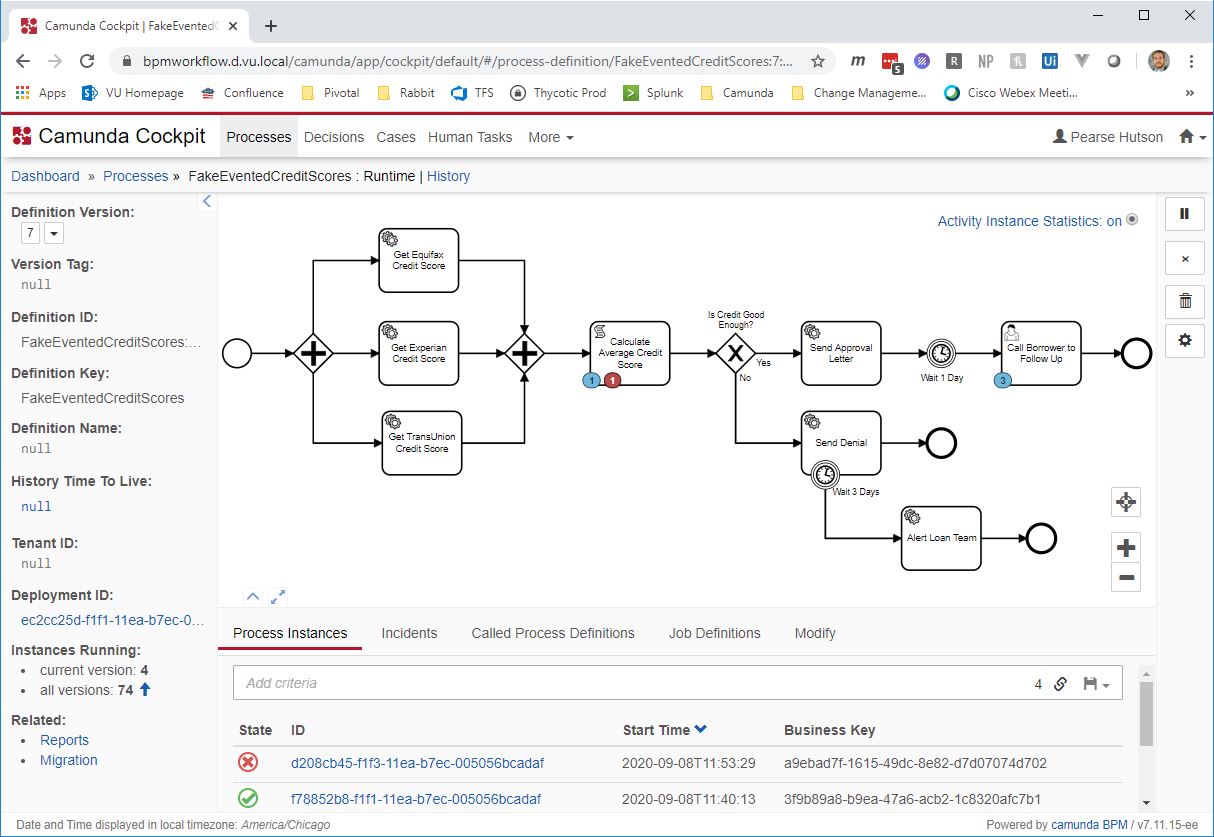 Camunda Cockpit | FakeEventedC
bpmworkflow.d.vu.local/camunda/app/cockpit/default/#/process-definition/FakeEventedCreditScores:7:...
m 5 R NP h Ui
Apps VU Homepage Confluence Pivotal Rabbit TFS Thycotic Prod Splunk Camunda Change Manageme... Cisco Webex Meeti... »
Camunda Cockpit Processes Decisions Cases Human Tasks More Pearse Hutson
Dashboard » Processes » FakeEventedCreditScores : Runtime | History
Definition Version:
7
Version Tag:
null
Definition ID:
FakeEventedCreditScores:...
Definition Key:
FakeEventedCreditScores
Definition Name:
null
History Time To Live:
null
Tenant ID:
null
Deployment ID:
ec2cc25d-f1f1-11ea-b7ec-0...
Instances Running:
• current version: 4
• all versions: 74
Related:
• Reports
• Migration
Activity Instance Statistics: on
Get Equifax
Credit Score
Get Experian
Credit Score
Get TransUnion
Credit Score
Calculate
Average Credit
Score
1 1
Is Credit Good
Enough?
Yes
No
Send Approval
Letter
Wait 1 Day
Call Borrower to
Follow Up
3
Send Denial
Wait 3 Days
Alert Loan Team
Process Instances Incidents Called Process Definitions Job Definitions Modify
Add criteria 4
State ID Start Time Business Key
d208cb45-f1f3-11ea-b7ec-005056bcadaf 2020-09-08T11:53:29 a9ebad7f-1615-49dc-8e82-d7d07074d702
f78852b8-f1f1-11ea-b7ec-005056bcadaf 2020-09-08T11:40:13 3f9b89a8-b9ea-47a6-acb2-1c8320afc7b1
Date and Time displayed in local timezone: America/Chicago Powered by camunda BPM / v7.11.15-ee